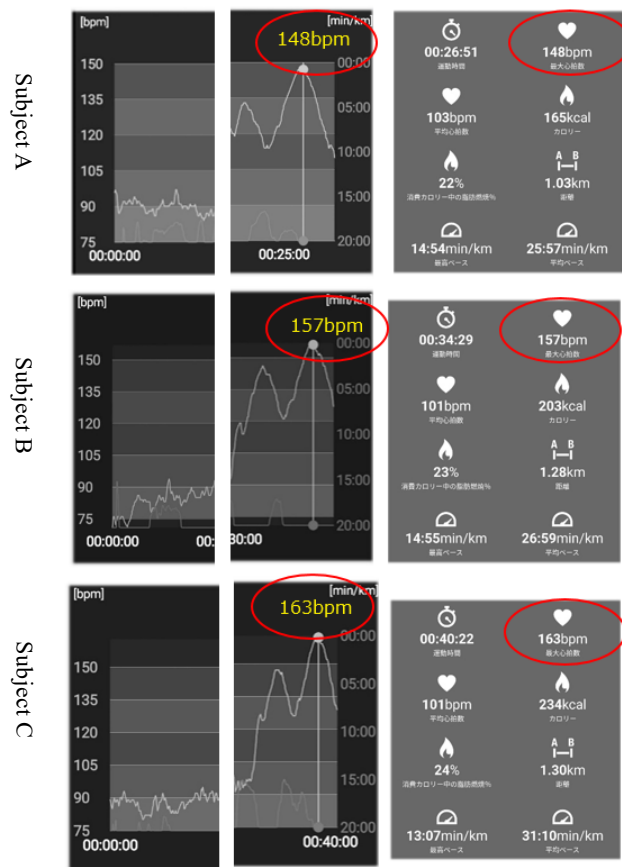 Subject A
[bpm]
150
135
120
105
90
75
00:00:00
[min/km]
148bpm
00:00
05:00
10:00
15:00
20:00
00:25:00
00:26:51
運動時間
148bpm
最大心拍数
103bpm
平均心拍数
165kcal
カロリー
22%
消費カロリー中の脂肪燃焼%
A B
1.03km
距離
14:54min/km
最高ペース
25:57min/km
平均ペース
Subject B
[bpm]
150
135
120
105
90
75
00:00:00
00:
[min/km]
157bpm
00:00
05:00
10:00
15:00
20:00
30:00
00:34:29
運動時間
157bpm
最大心拍数
101bpm
平均心拍数
203kcal
カロリー
23%
消費カロリー中の脂肪燃焼%
A B
1.28km
距離
14:55min/km
最高ペース
26:59min/km
平均ペース
Subject C
[bpm]
150
135
120
105
90
75
00:00:00
[min/km]
163bpm
00:00
05:00
10:00
15:00
20:00
00:40:00
00:40:22
運動時間
163bpm
最大心拍数
101bpm
平均心拍数
234kcal
カロリー
24%
消費カロリー中の脂肪燃焼%
A B
1.30km
距離
13:07min/km
最高ペース
31:10min/km
平均ペース